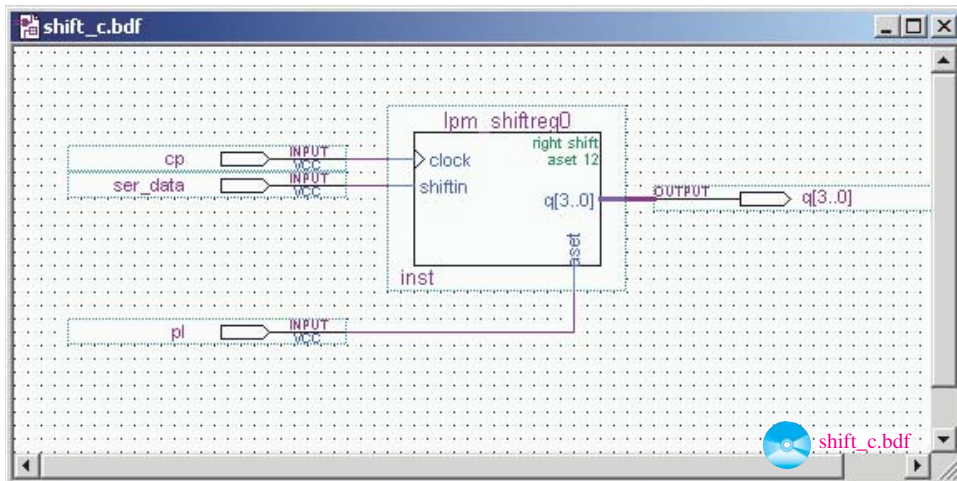 shift_c.bdf
lpm_shiftreg0
right shift
aset 12
cp INPUT VCC
clock
ser_data INPUT VCC
shiftin
q[3..0]
OUTPUT q[3..0]
aset
inst
pl INPUT VCC
shift_c.bdf